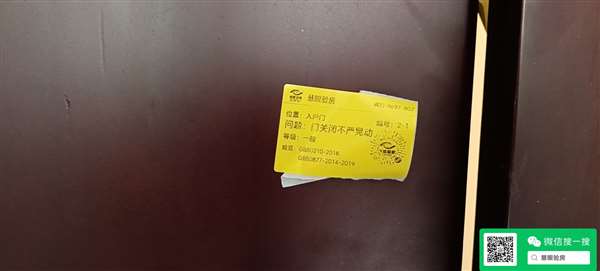 慧眼验房
位置：入户门
编号：2-1
问题：门关闭不严晃动
等级：一般
规范：GB50210-2018
GB50877-2014-2019
微信搜一搜
慧眼验房